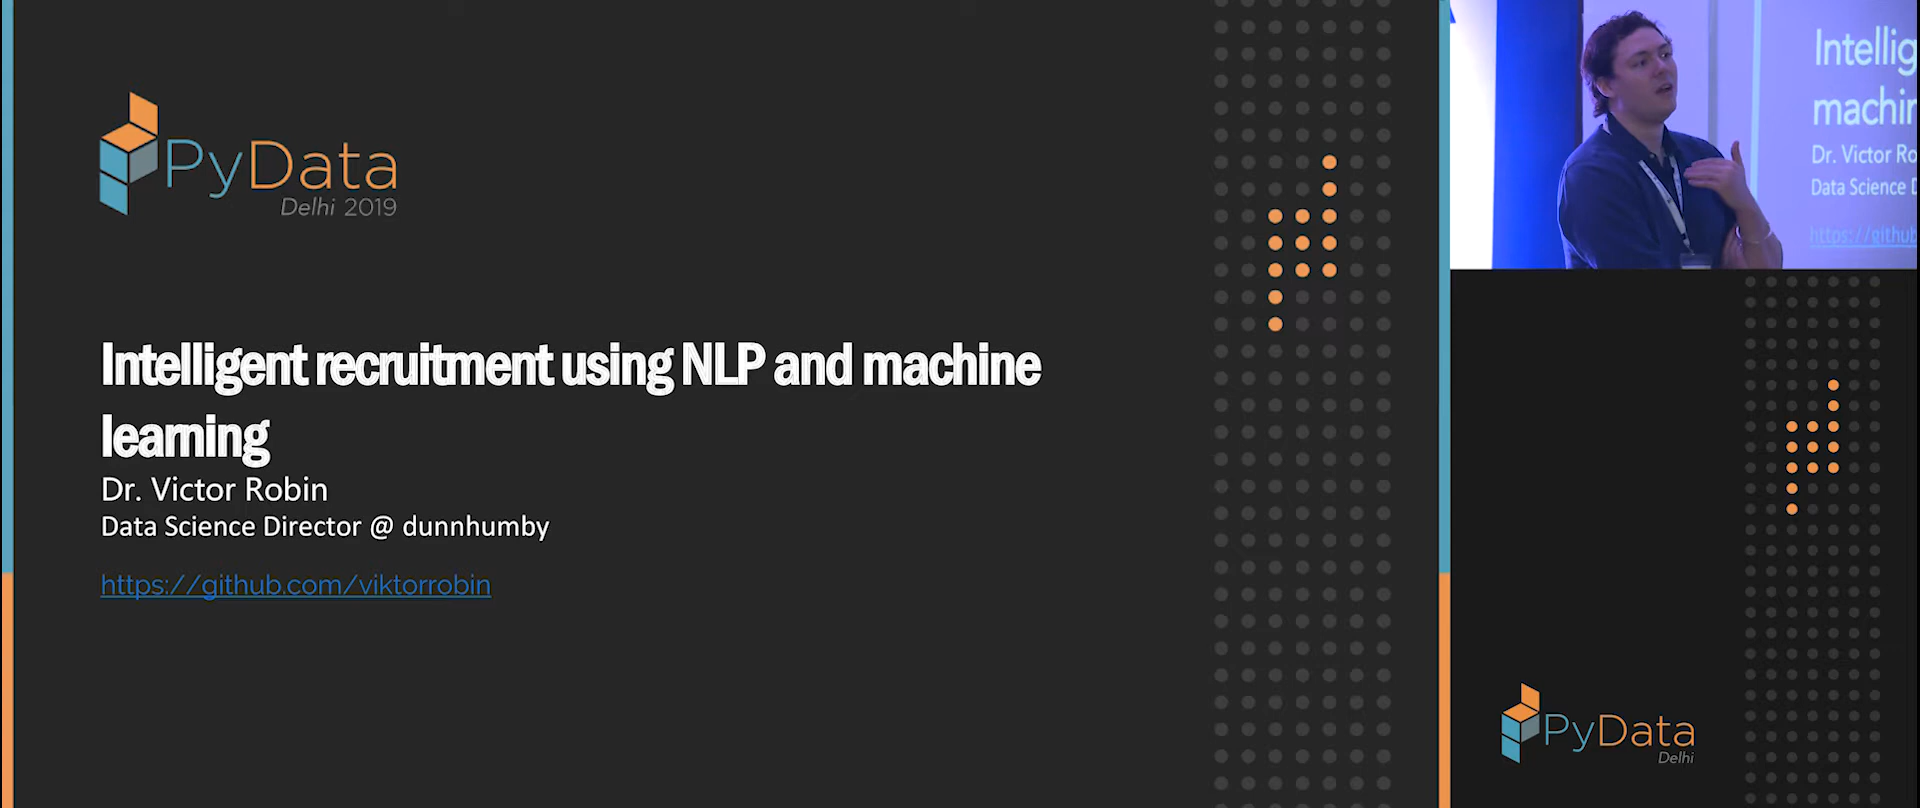 PyData
Delhi 2019
Intelligent recruitment using NLP and machine
learning
Dr. Victor Robin
Data Science Director @ dunnhumby
https://github.com/viktorrobin
Intellig
machin
Dr. Victor Ro
Data Science D
https://github
PyData
Delhi